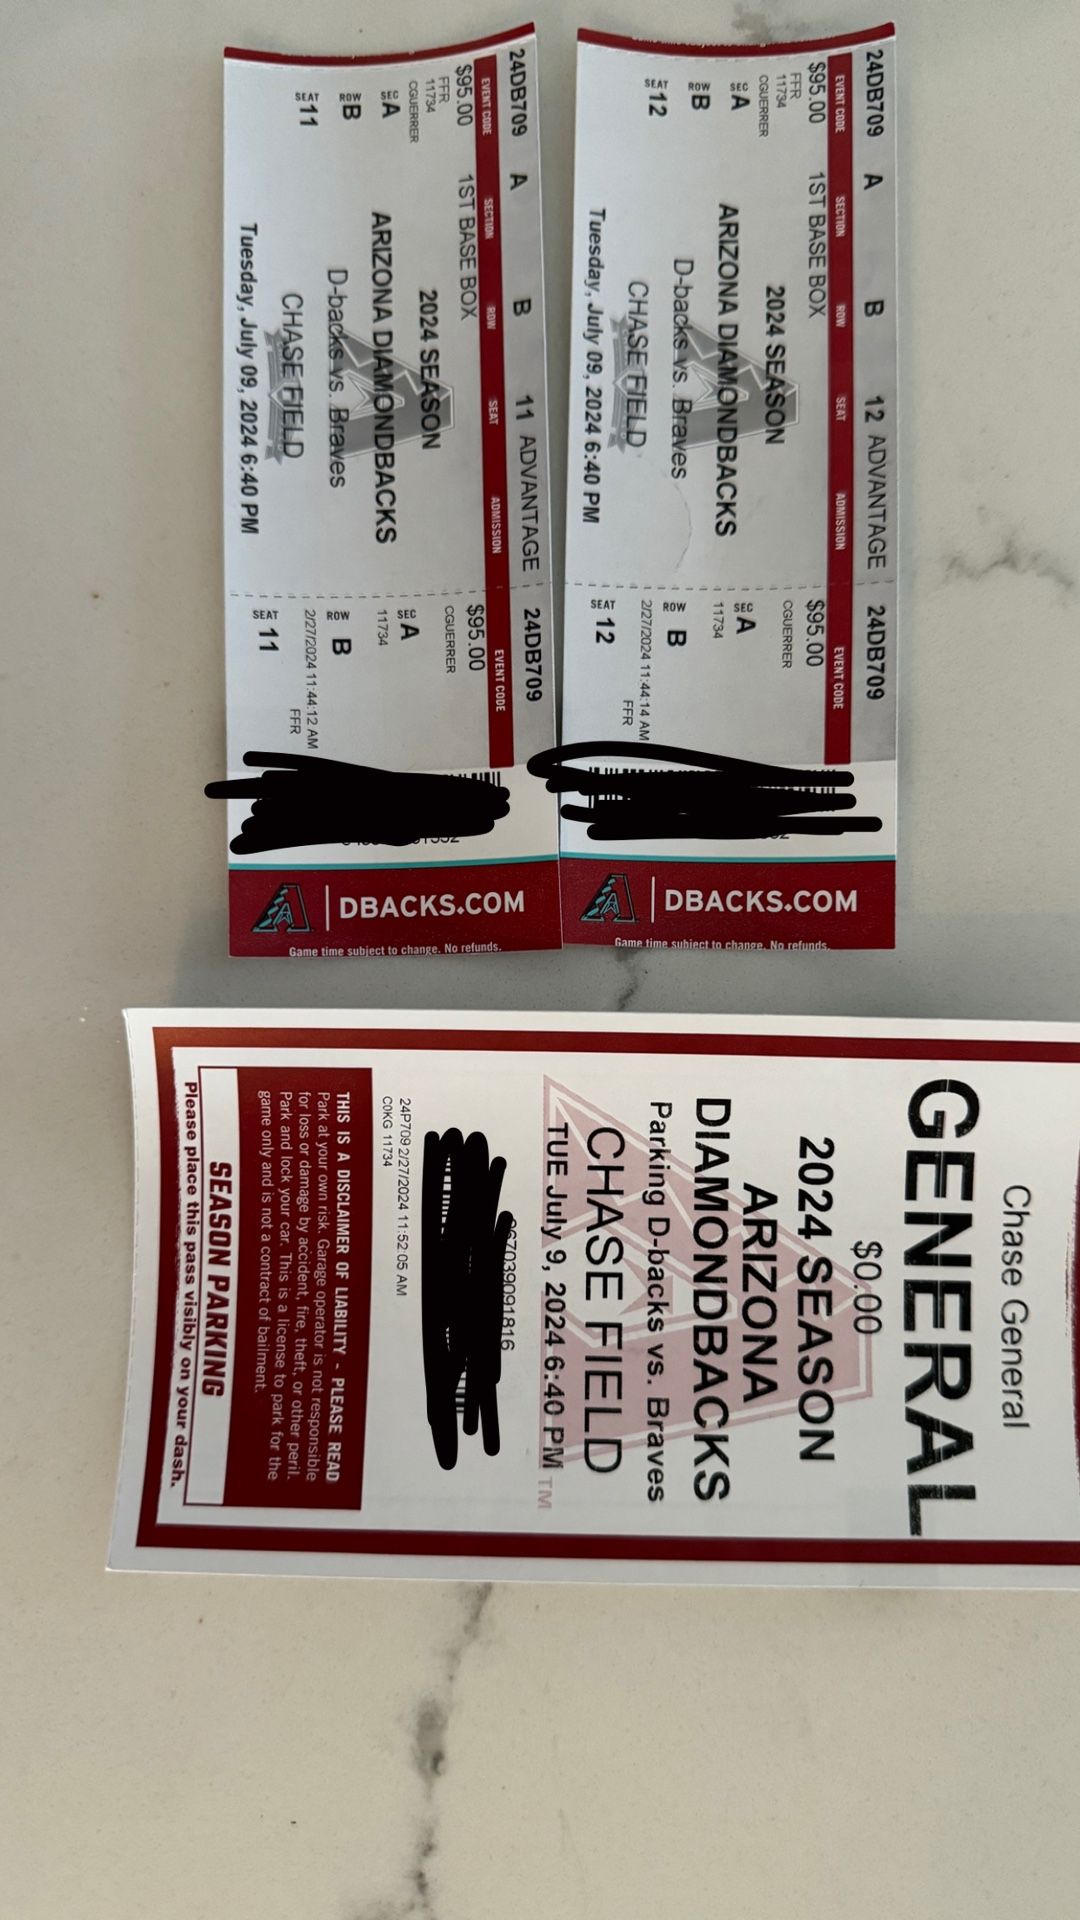 24DB709 A B 11 ADVANTAGE 24DB709
EVENT CODE SECTION ROW SEAT ADMISSION EVENT CODE
$95.00 1ST BASE BOX $95.00
FFR
11734
CGUERRER
2024 SEASON
CGUERRER
SEC A
ARIZONA DIAMONDBACKS
SEC A
11734
ROW B
D-backs vs. Braves
ROW B
SEAT 11
CHASE FIELD
2/27/2024 11:44:12 AM
FFR
Tuesday, July 09, 2024 6:40 PM
SEAT 11
DBACKS.COM
Game time subject to change. No refunds.
24DB709 A B 12 ADVANTAGE 24DB709
EVENT CODE SECTION ROW SEAT ADMISSION EVENT CODE
$95.00 1ST BASE BOX $95.00
FFR
11734
CGUERRER
2024 SEASON
CGUERRER
SEC A
ARIZONA DIAMONDBACKS
SEC A
11734
ROW B
D-backs vs. Braves
ROW B
SEAT 12
CHASE FIELD
2/27/2024 11:44:14 AM
FFR
Tuesday, July 09, 2024 6:40 PM
SEAT 12
DBACKS.COM
Game time subject to change. No refunds.
Chase General
GENERAL
$0.00
2024 SEASON
ARIZONA
DIAMONDBACKS
Parking D-backs vs. Braves
CHASE FIELD
TUE July 9, 2024 6:40 PM
TM
24P709 2/27/2024 11:52:05 AM
C0KG 11734
THIS IS A DISCLAIMER OF LIABILITY - PLEASE READ
Park at your own risk. Garage operator is not responsible
for loss or damage by accident, fire, theft, or other peril.
Park and lock your car. This is a license to park for the
game only and is not a contract of bailment.
SEASON PARKING
Please place this pass visibly on your dash.